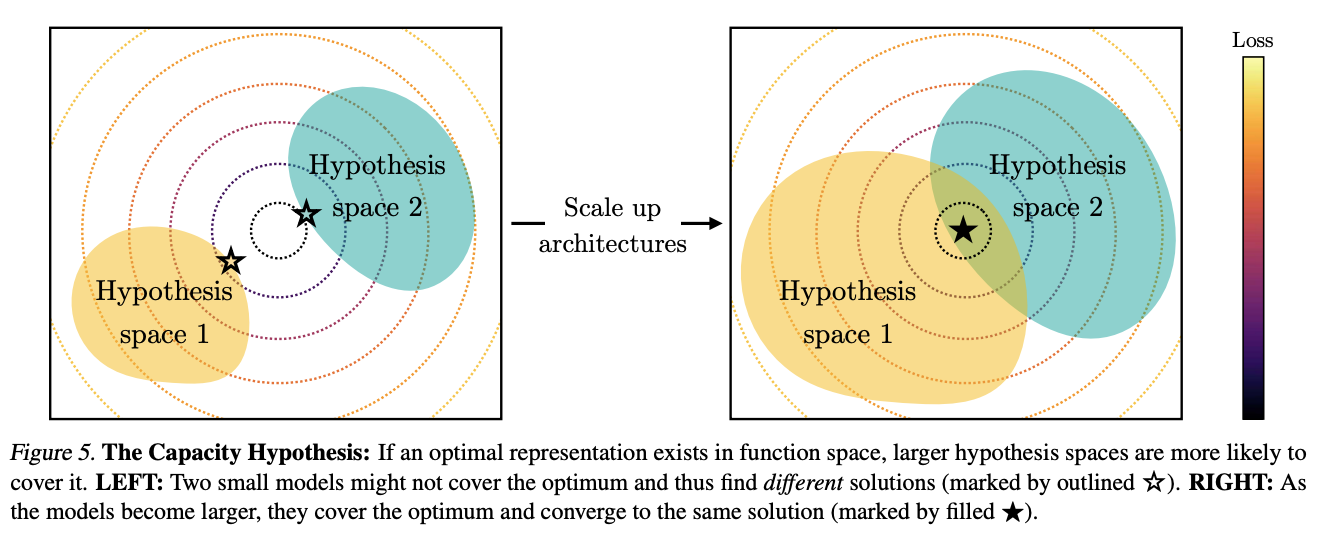 Loss
Hypothesis
space 2
Hypothesis
space 1
Scale up
architectures
Hypothesis
space 2
Hypothesis
space 1
Figure 5. The Capacity Hypothesis: If an optimal representation exists in function space, larger hypothesis spaces are more likely to
cover it. LEFT: Two small models might not cover the optimum and thus find different solutions (marked by outlined ☆). RIGHT: As
the models become larger, they cover the optimum and converge to the same solution (marked by filled ★).